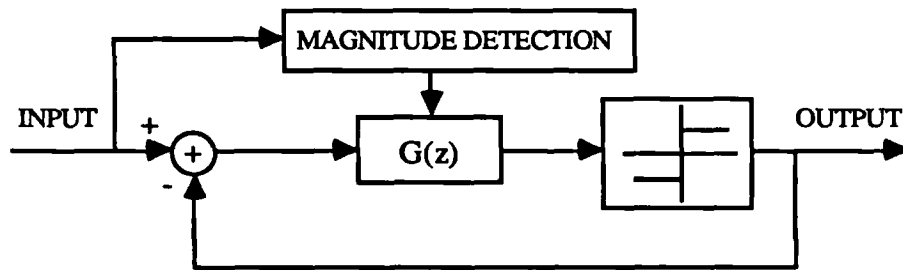 MAGNITUDE DETECTION
INPUT
OUTPUT
+
+
G(z)
-